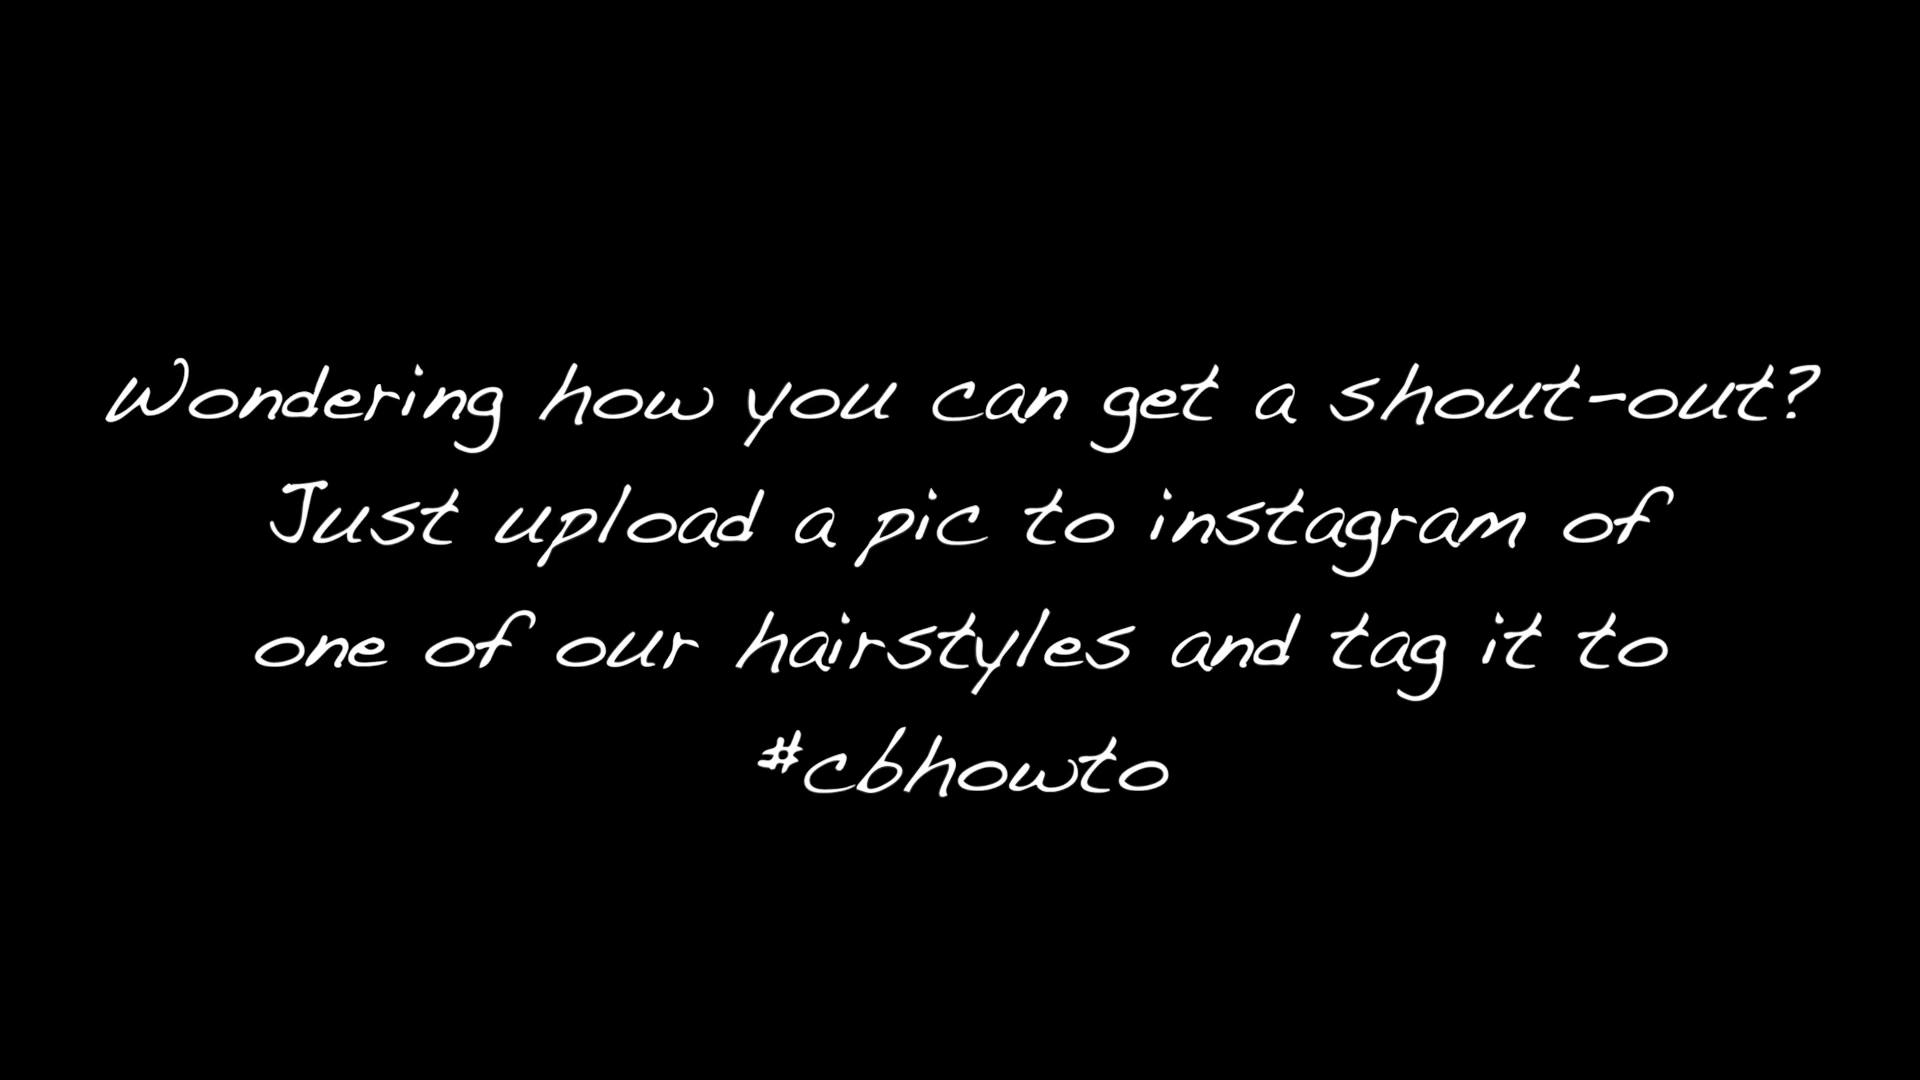 Wondering how you can get a shout-out?
Just upload a pic to instagram of
one of our hairstyles and tag it to
#cbhowto